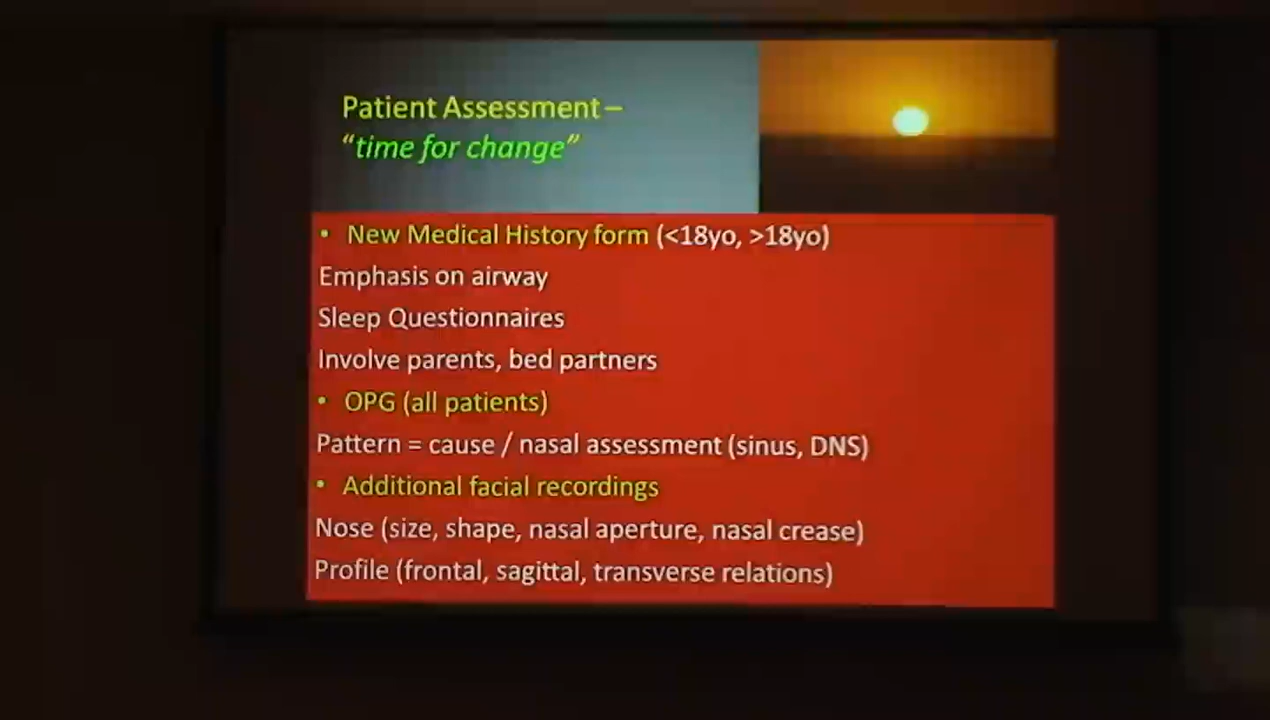 Patient Assessment –
“time for change”
• New Medical History form (<18yo, >18yo)
Emphasis on airway
Sleep Questionnaires
Involve parents, bed partners
• OPG (all patients)
Pattern = cause / nasal assessment (sinus, DNS)
• Additional facial recordings
Nose (size, shape, nasal aperture, nasal crease)
Profile (frontal, sagittal, transverse relations)